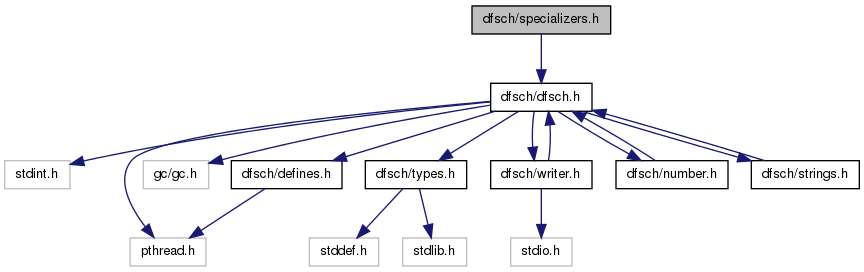 dfsch/specializers.h
dfsch/dfsch.h
stdint.h
gc/gc.h
dfsch/defines.h
dfsch/types.h
dfsch/writer.h
dfsch/number.h
dfsch/strings.h
pthread.h
stddef.h
stdlib.h
stdio.h